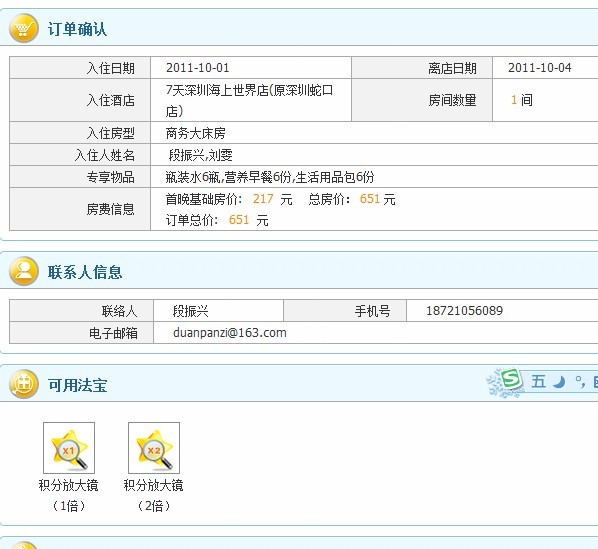 订单确认
入住日期 2011-10-01 离店日期 2011-10-04
入住酒店 7天深圳海上世界店(原深圳蛇口店) 房间数量 1 间
入住房型 商务大床房
入住人姓名 段振兴,刘雯
专享物品 瓶装水6瓶,营养早餐6份,生活用品包6份
房费信息 首晚基础房价: 217 元 总房价: 651 元
订单总价: 651 元
联系人信息
联络人 段振兴 手机号 18721056089
电子邮箱 duanpanzi@163.com
可用法宝
S 五 °,
X1 X2
积分放大镜 积分放大镜
（1倍） （2倍）